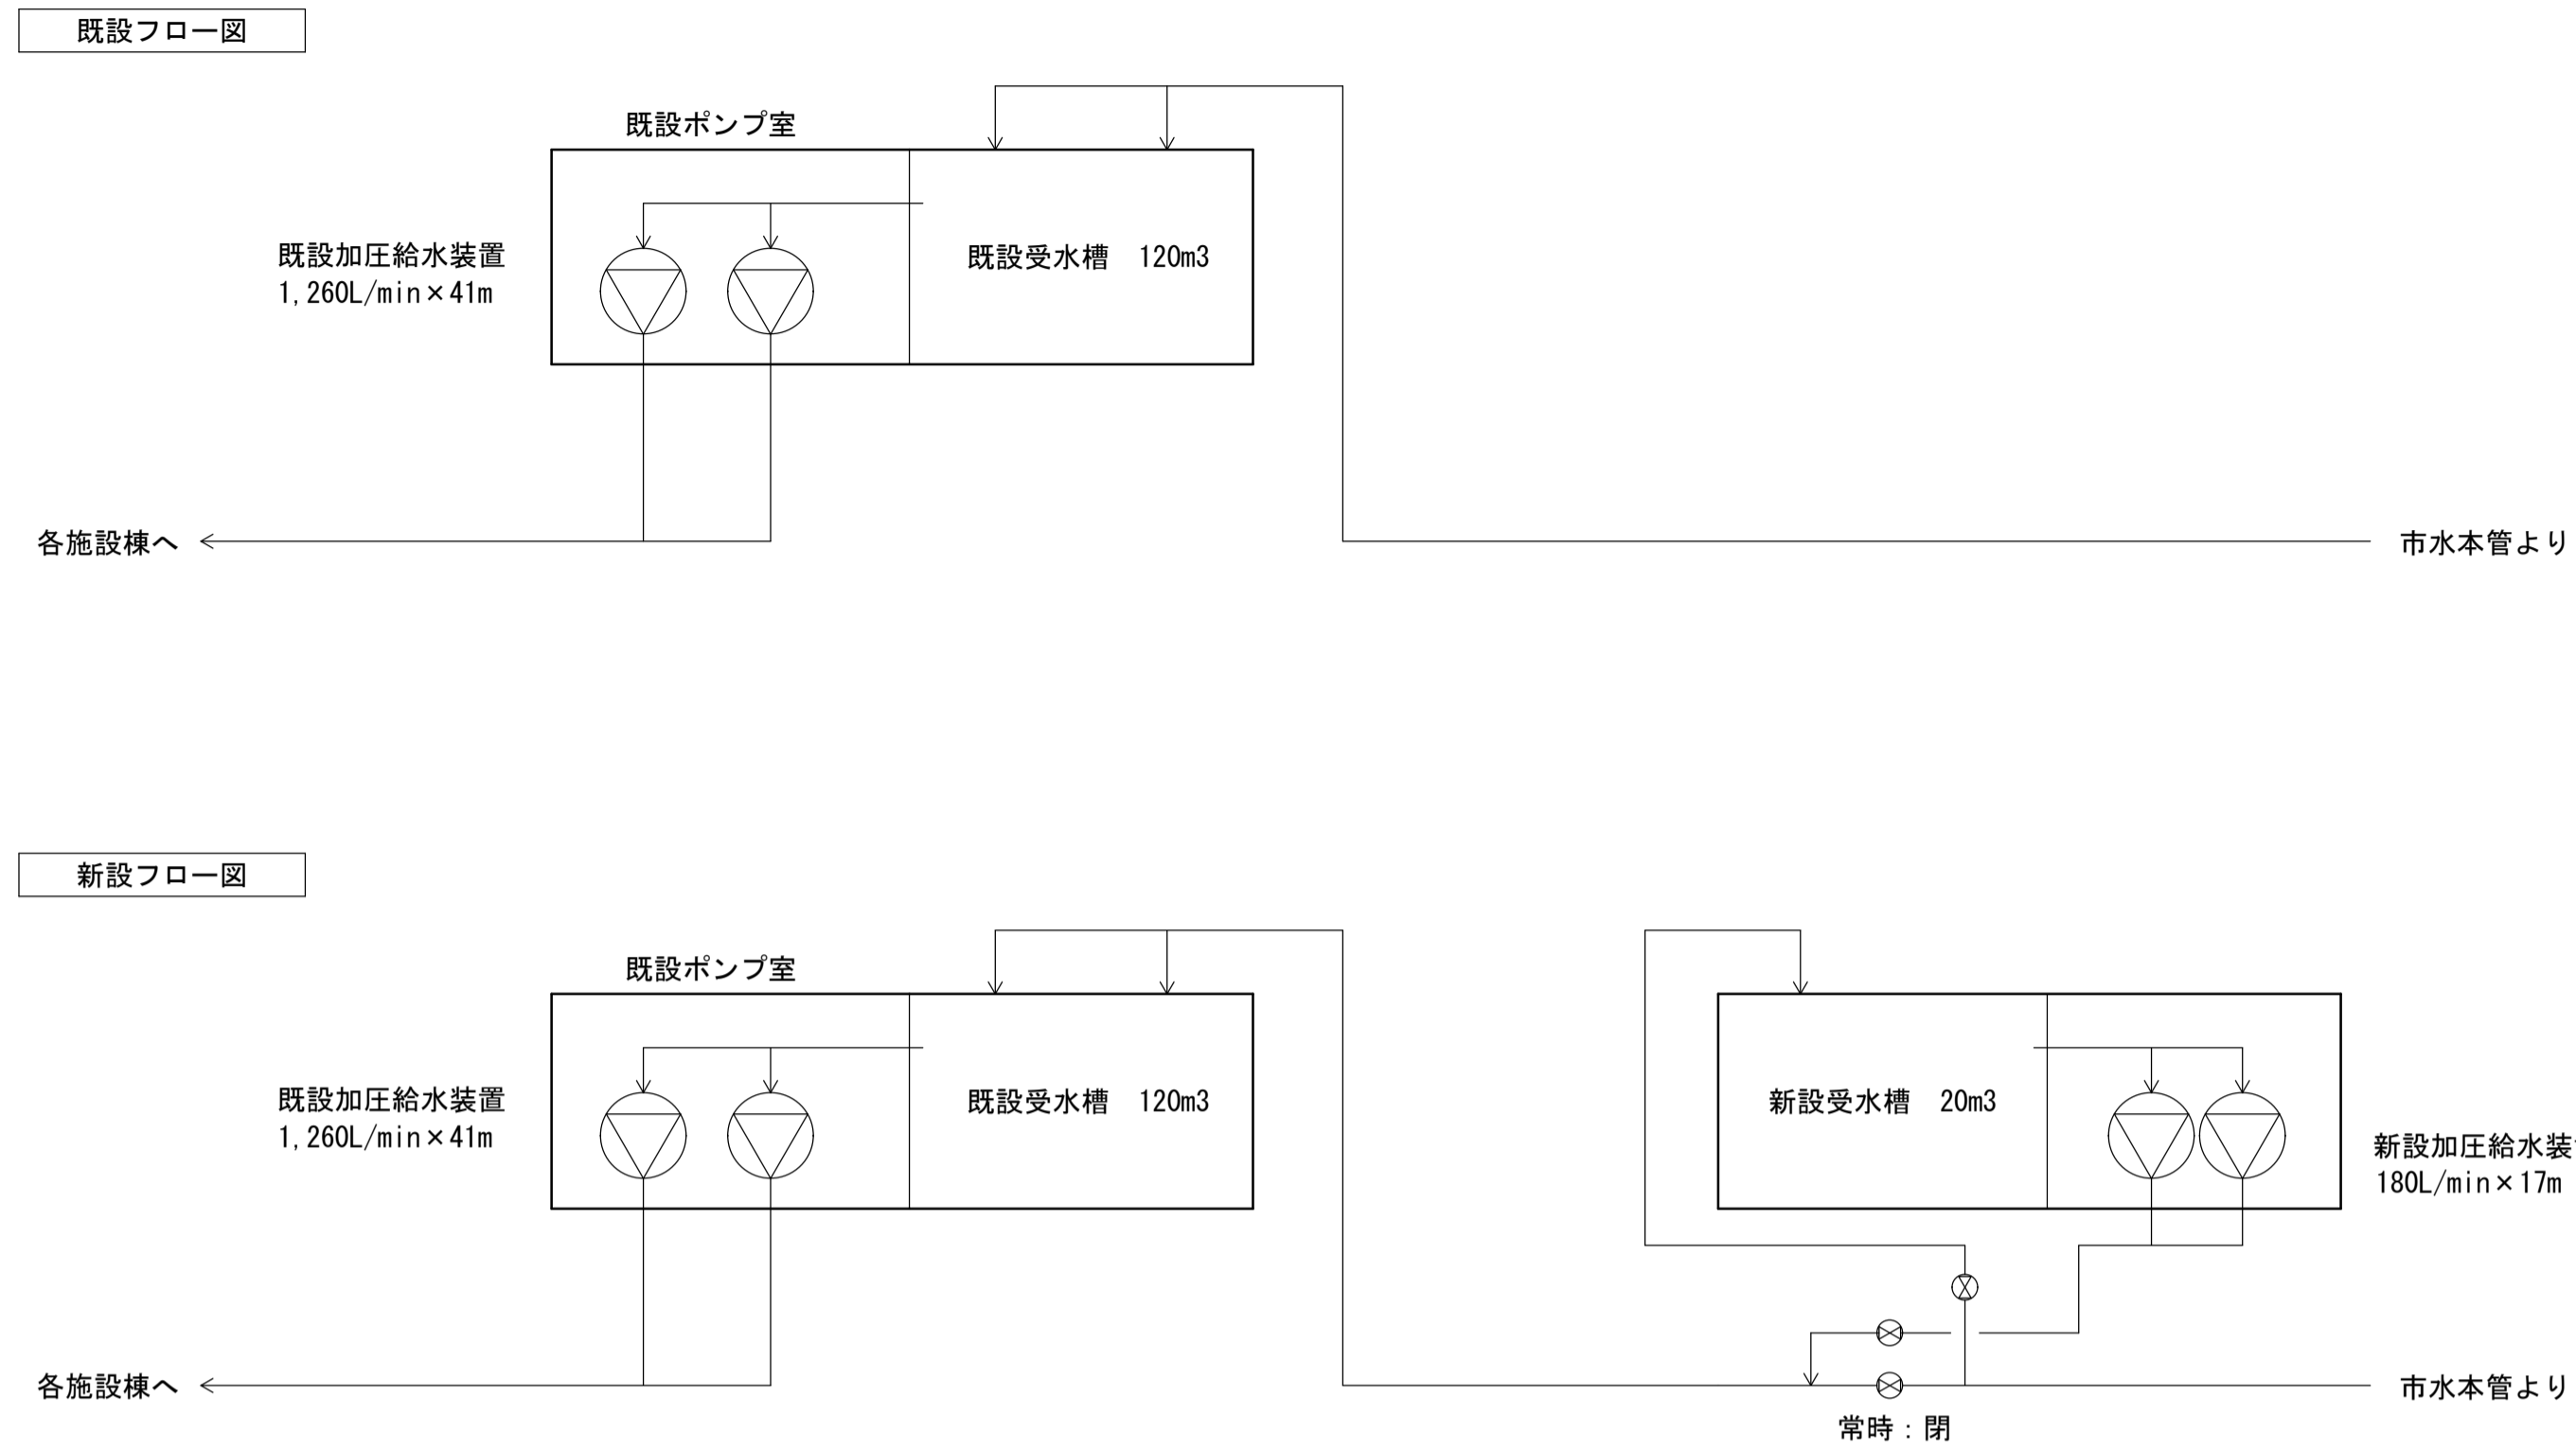 既設フロー図
既設ポンプ室
既設加圧給水装置
1,260L/min×41m
既設受水槽　120m3
各施設棟へ
市水本管より
新設フロー図
既設ポンプ室
既設加圧給水装置
1,260L/min×41m
既設受水槽　120m3
新設受水槽　20m3
新設加圧給水装
180L/min×17m
各施設棟へ
市水本管より
常時：閉